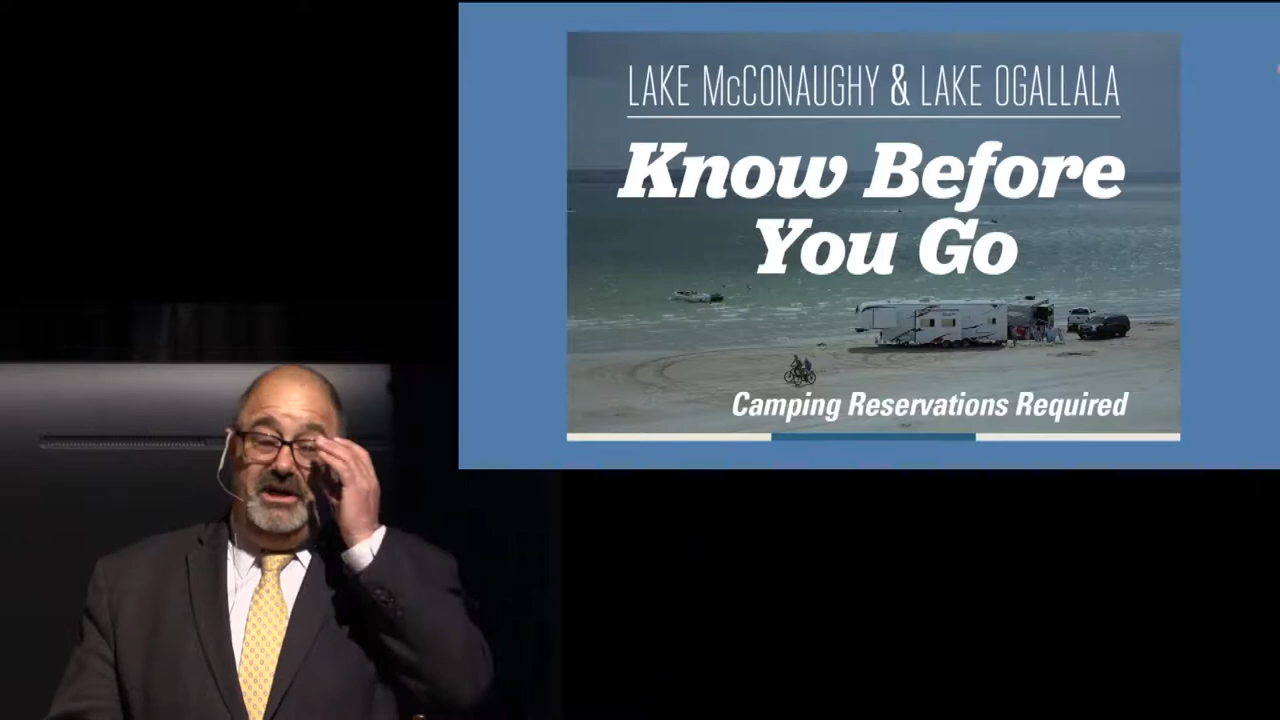 LAKE McCONAUGHY & LAKE OGALLALA
Know Before
You Go
Camping Reservations Required